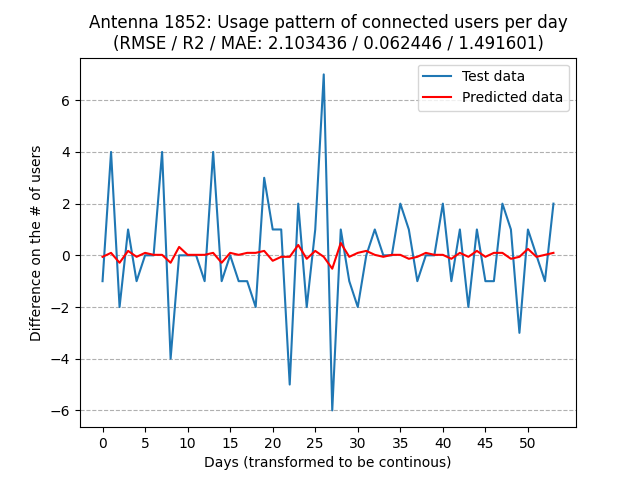 Antenna 1852: Usage pattern of connected users per day
(RMSE / R2 / MAE: 2.103436 / 0.062446 / 1.491601)
Test data
Predicted data
Difference on the # of users
6
4
2
0
−2
−4
−6
0 5 10 15 20 25 30 35 40 45 50
Days (transformed to be continous)